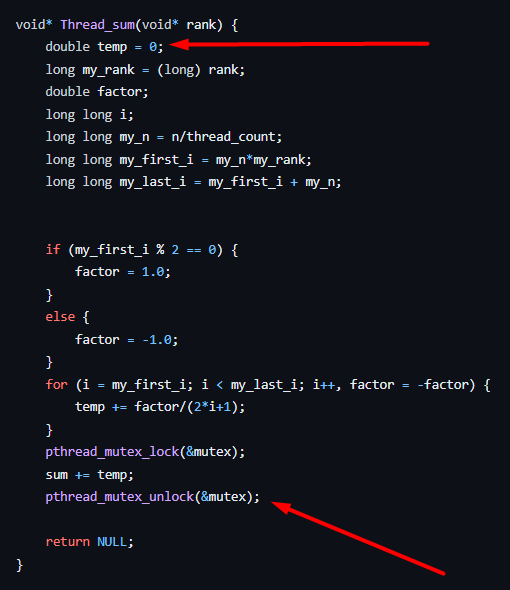 void* Thread_sum(void* rank) {
    double temp = 0;
    long my_rank = (long) rank;
    double factor;
    long long i;
    long long my_n = n/thread_count;
    long long my_first_i = my_n*my_rank;
    long long my_last_i = my_first_i + my_n;
    if (my_first_i % 2 == 0) {
        factor = 1.0;
    }
    else {
        factor = -1.0;
    }
    for (i = my_first_i; i < my_last_i; i++, factor = -factor) {
        temp += factor/(2*i+1);
    }
    pthread_mutex_lock(&mutex);
    sum += temp;
    pthread_mutex_unlock(&mutex);
    return NULL;
}